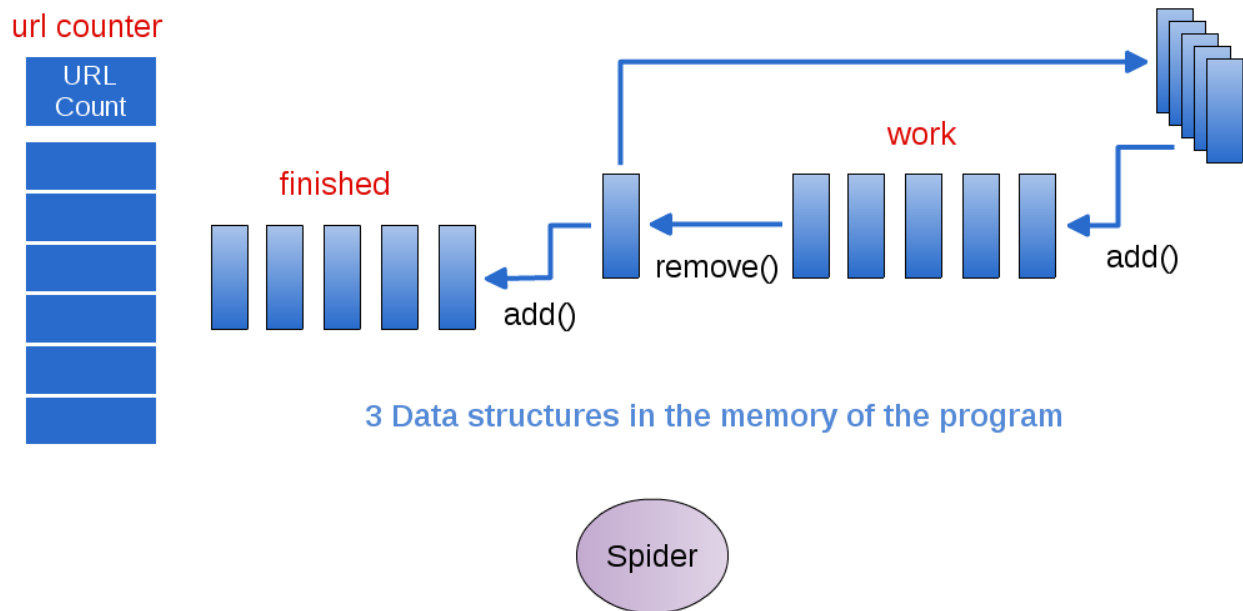 url counter
URL
Count
finished
work
add()
remove()
add()
3 Data structures in the memory of the program
Spider